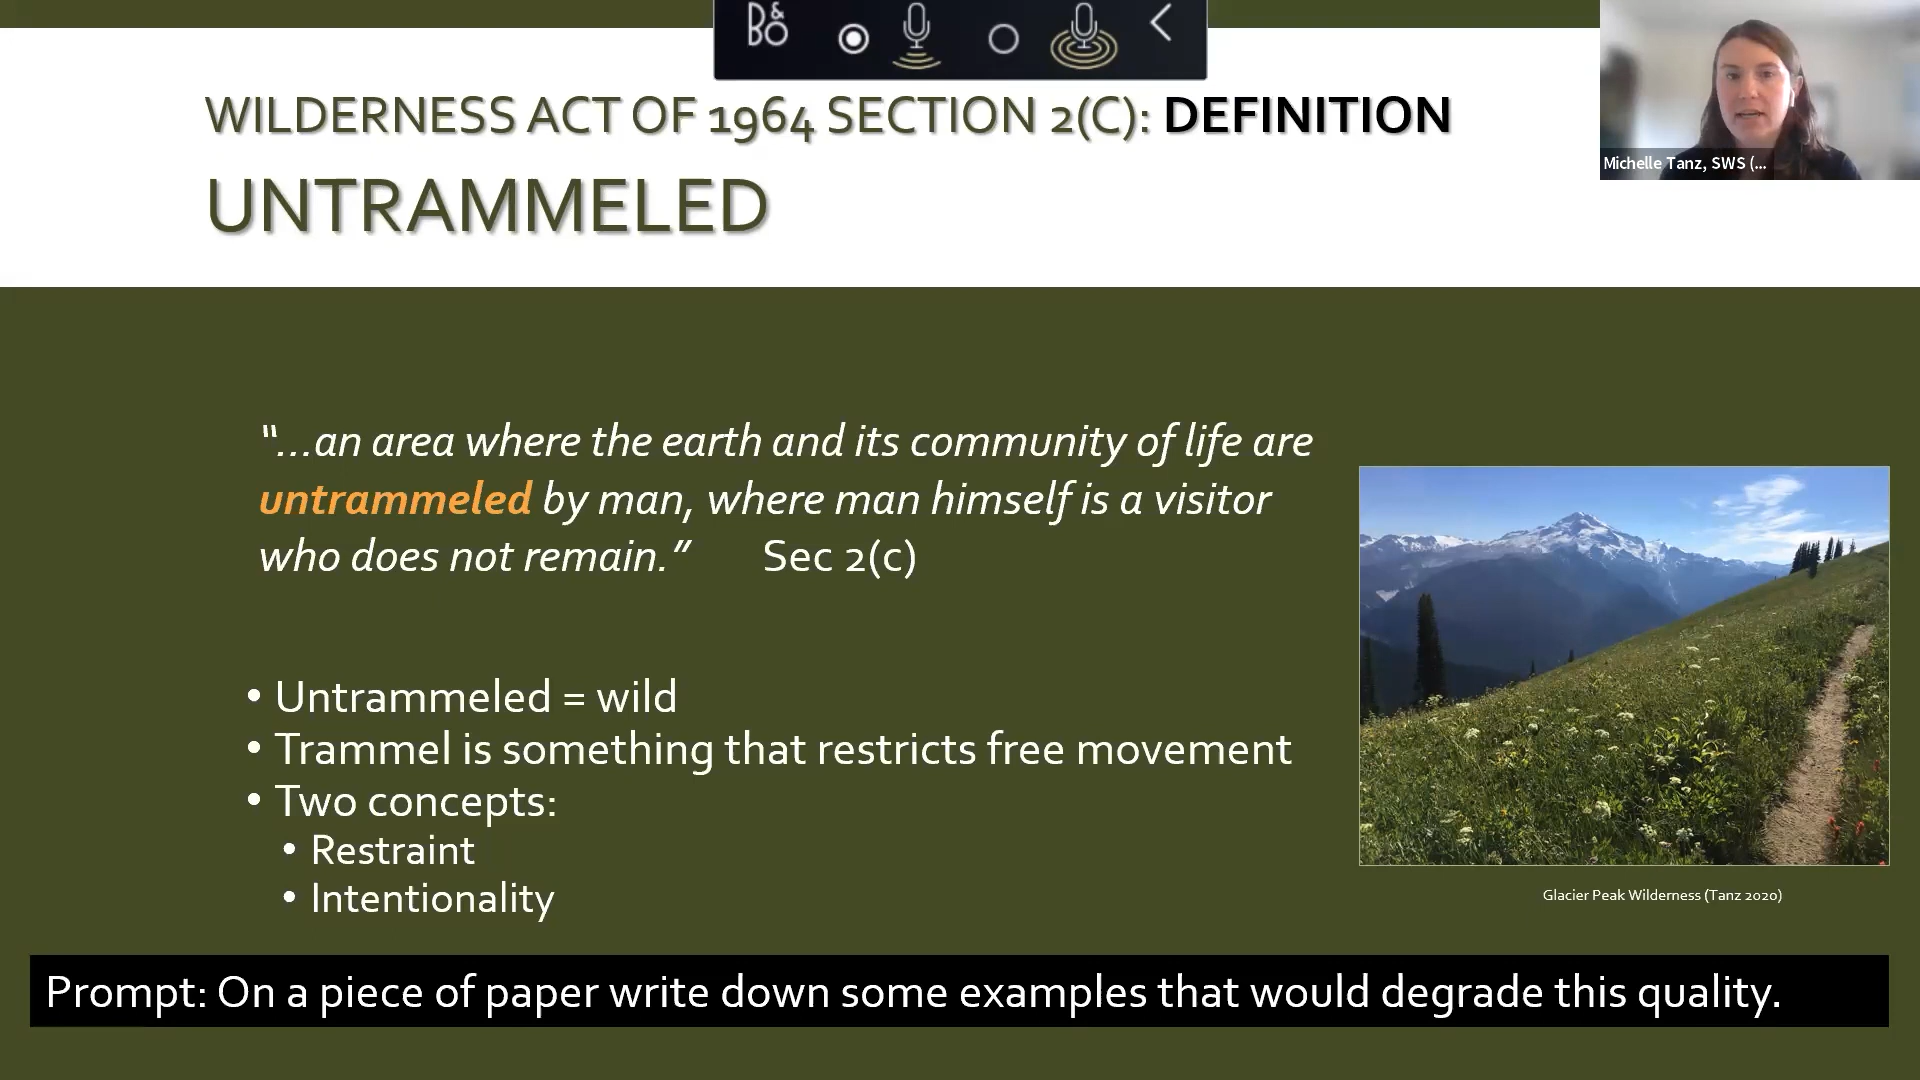 B&O
WILDERNESS ACT OF 1964 SECTION 2(C): DEFINITION
UNTRAMMELED
Michelle Tanz, SWS (...
“...an area where the earth and its community of life are
untrammeled by man, where man himself is a visitor
who does not remain.” Sec 2(c)
• Untrammeled = wild
• Trammel is something that restricts free movement
• Two concepts:
• Restraint
• Intentionality
Glacier Peak Wilderness (Tanz 2020)
Prompt: On a piece of paper write down some examples that would degrade this quality.